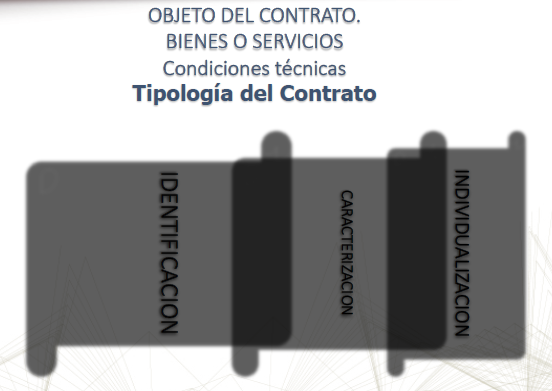 OBJETO DEL CONTRATO.
BIENES O SERVICIOS
Condiciones técnicas
Tipología del Contrato
IDENTIFICACION
CARACTERIZACION
INDIVIDUALIZACION